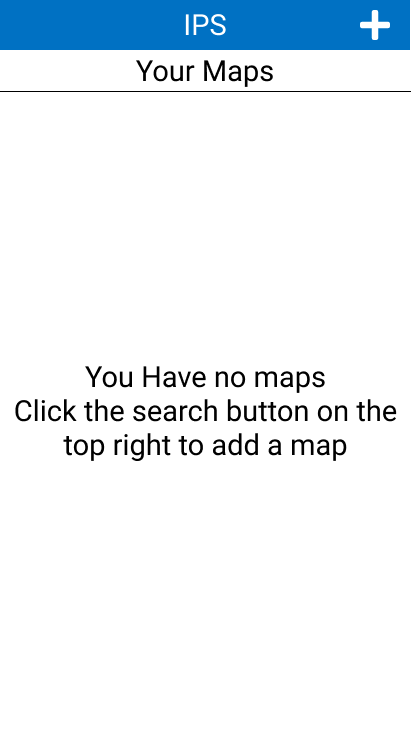 IPS
Your Maps
You Have no maps
Click the search button on the
top right to add a map